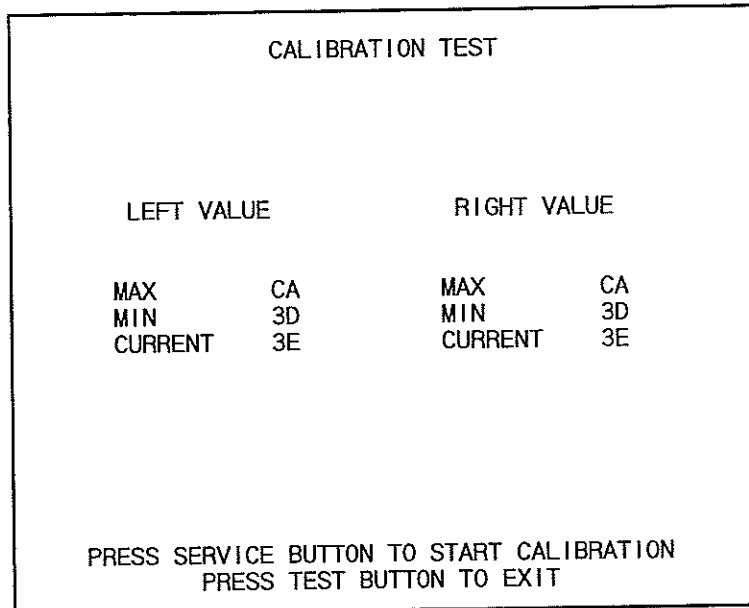 CALIBRATION TEST
LEFT VALUE RIGHT VALUE
MAX CA MAX CA
MIN 3D MIN 3D
CURRENT 3E CURRENT 3E
PRESS SERVICE BUTTON TO START CALIBRATION
PRESS TEST BUTTON TO EXIT